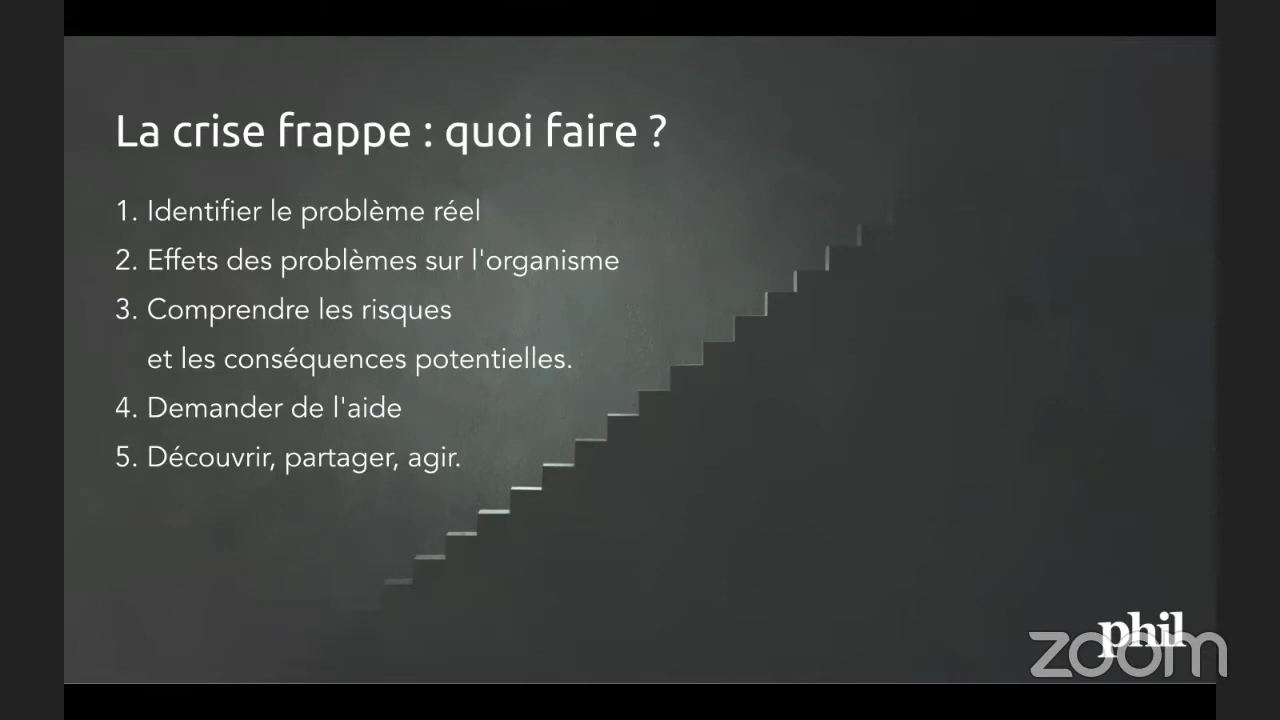 La crise frappe : quoi faire ?
1. Identifier le problème réel
2. Effets des problèmes sur l'organisme
3. Comprendre les risques
et les conséquences potentielles.
4. Demander de l'aide
5. Découvrir, partager, agir.
phil
zoom